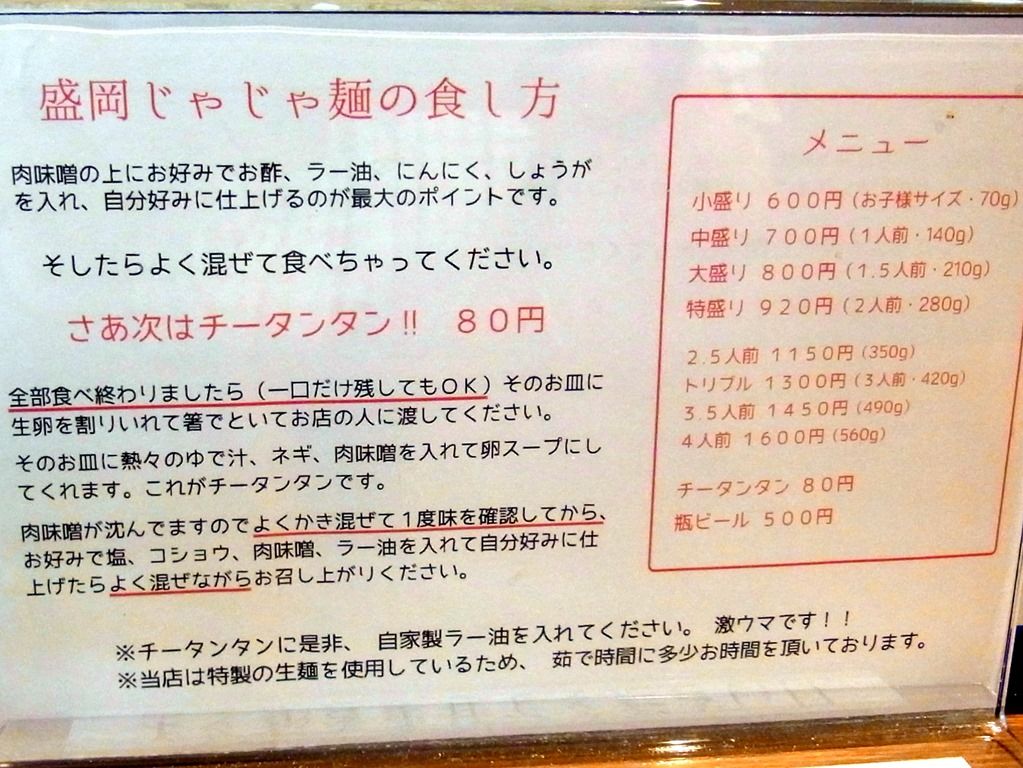 盛岡じゃじゃ麺の食し方
肉味噌の上にお好みでお酢、ラー油、にんにく、しょうが
を入れ、自分好みに仕上げるのが最大のポイントです。
そしたらよく混ぜて食べちゃってください。
さあ次はチータンタン!! 80円
全部食べ終わりましたら(一口だけ残してもOK)そのお皿に
生卵を割りいれて箸でといてお店の人に渡してください。
そのお皿に熱々のゆで汁、ネギ、肉味噌を入れて卵スープにし
てくれます。これがチータンタンです。
肉味噌が沈んでますのでよくかき混ぜて1度味を確認してから、
お好みで塩、コショウ、肉味噌、ラー油を入れて自分好みに仕
上げたらよく混ぜながらお召し上がりください。
※チータンタンに是非、 自家製ラー油を入れてください。 激ウマです!!
※当店は特製の生麺を使用しているため、 茹で時間に多少お時間を頂いております。
メニュー
小盛り 600円(お子様サイズ・70g)
中盛り 700円(1人前・140g)
大盛り 800円(1.5人前・210g)
特盛り 920円(2人前・280g)
2.5人前 1150円(350g)
トリプル 1300円(3人前・420g)
3.5人前 1450円(490g)
4人前 1600円(560g)
チータンタン 80円
瓶ビール 500円